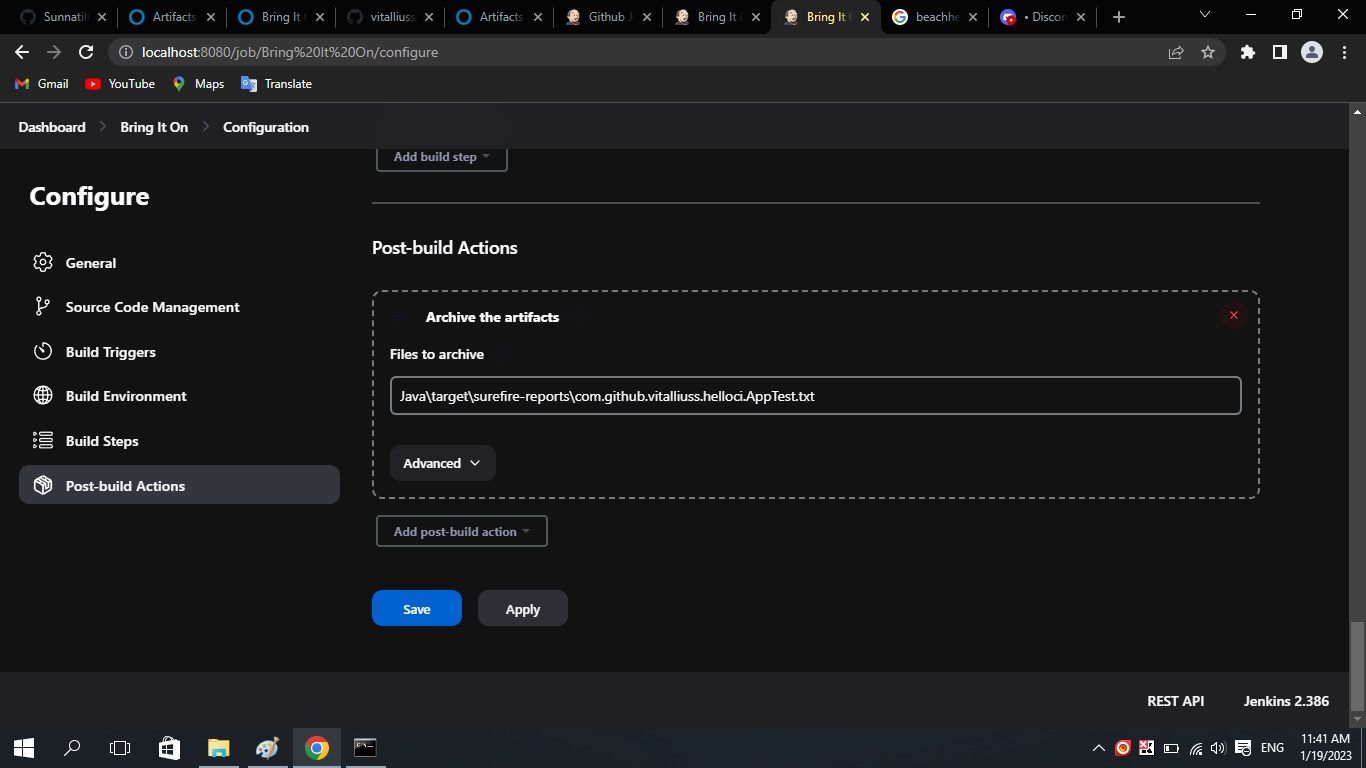 Sunnatill
Artifacts
Bring It
vitalliuss
Artifacts
Github J
Bring It
Bring It
beachhe
• Discor
localhost:8080/job/Bring%20It%20On/configure
Gmail
YouTube
Maps
Translate
Dashboard
Bring It On
Configuration
Add build step
Configure
General
Source Code Management
Build Triggers
Build Environment
Build Steps
Post-build Actions
Post-build Actions
Archive the artifacts
Files to archive
Java\target\surefire-reports\com.github.vitalliuss.helloci.AppTest.txt
Advanced
Add post-build action
Save
Apply
REST API
Jenkins 2.386
ENG
11:41 AM
1/19/2023